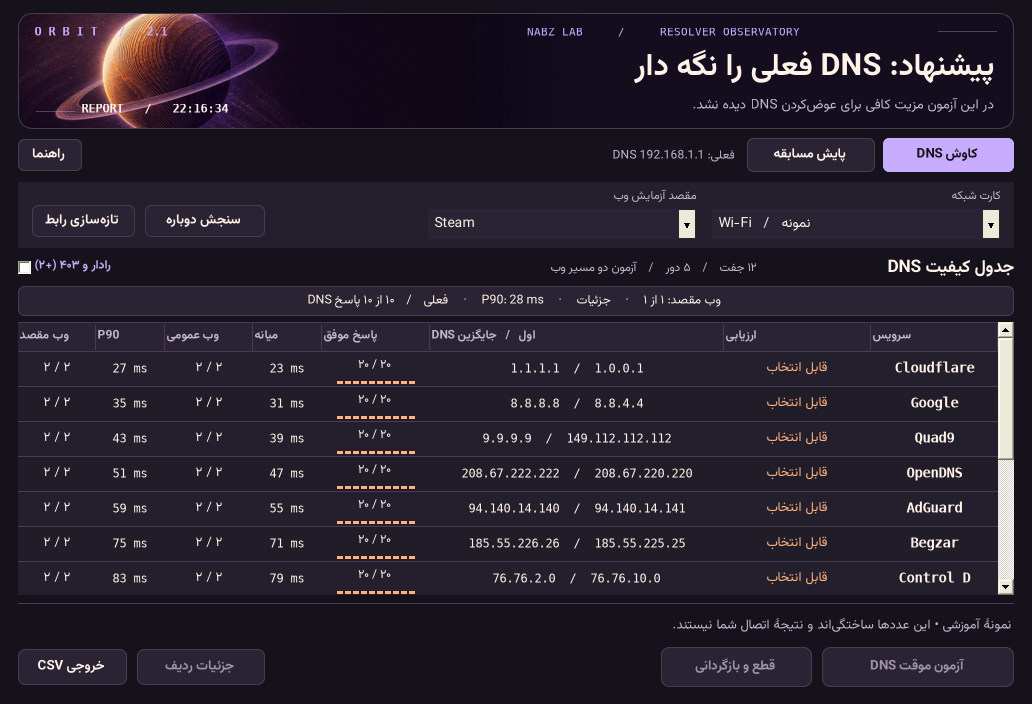 ORBIT / 2.1
NABZ LAB / RESOLVER OBSERVATORY
پیشنهاد: DNS فعلی را نگه دار
در این آزمون مزیت کافی برای عوض‌کردن DNS دیده نشد.
REPORT / 22:16:34
کاوش DNS
پایش مسابقه
فعلی: DNS 192.168.1.1
راهنما
کارت شبکه
مقصد آزمایش وب
نمونه / Wi-Fi
Steam
سنجش دوباره
تازه‌سازی رابط
جدول کیفیت DNS
۱۲ جفت / ۵ دور / آزمون دو مسیر وب
رادار و ۴۰۳ (+۲)
وب مقصد: ۱ از ۱ · جزئیات · P90: 28 ms · فعلی / ۱۰ از ۱۰ پاسخ DNS
سرویس ارزیابی اول / جایگزین DNS پاسخ موفق میانه وب عمومی P90 وب مقصد
Cloudflare قابل انتخاب 1.1.1.1 / 1.0.0.1 ۲۰ / ۲۰ 23 ms ۲ / ۲ 27 ms ۲ / ۲
Google قابل انتخاب 8.8.8.8 / 8.8.4.4 ۲۰ / ۲۰ 31 ms ۲ / ۲ 35 ms ۲ / ۲
Quad9 قابل انتخاب 9.9.9.9 / 149.112.112.112 ۲۰ / ۲۰ 39 ms ۲ / ۲ 43 ms ۲ / ۲
OpenDNS قابل انتخاب 208.67.222.222 / 208.67.220.220 ۲۰ / ۲۰ 47 ms ۲ / ۲ 51 ms ۲ / ۲
AdGuard قابل انتخاب 94.140.14.140 / 94.140.14.141 ۲۰ / ۲۰ 55 ms ۲ / ۲ 59 ms ۲ / ۲
Begzar قابل انتخاب 185.55.226.26 / 185.55.225.25 ۲۰ / ۲۰ 71 ms ۲ / ۲ 75 ms ۲ / ۲
Control D قابل انتخاب 76.76.2.0 / 76.76.10.0 ۲۰ / ۲۰ 79 ms ۲ / ۲ 83 ms ۲ / ۲
نمونهٔ آموزشی • این عددها ساختگی‌اند و نتیجهٔ اتصال شما نیستند.
آزمون موقت DNS
قطع و بازگردانی
جزئیات ردیف
خروجی CSV